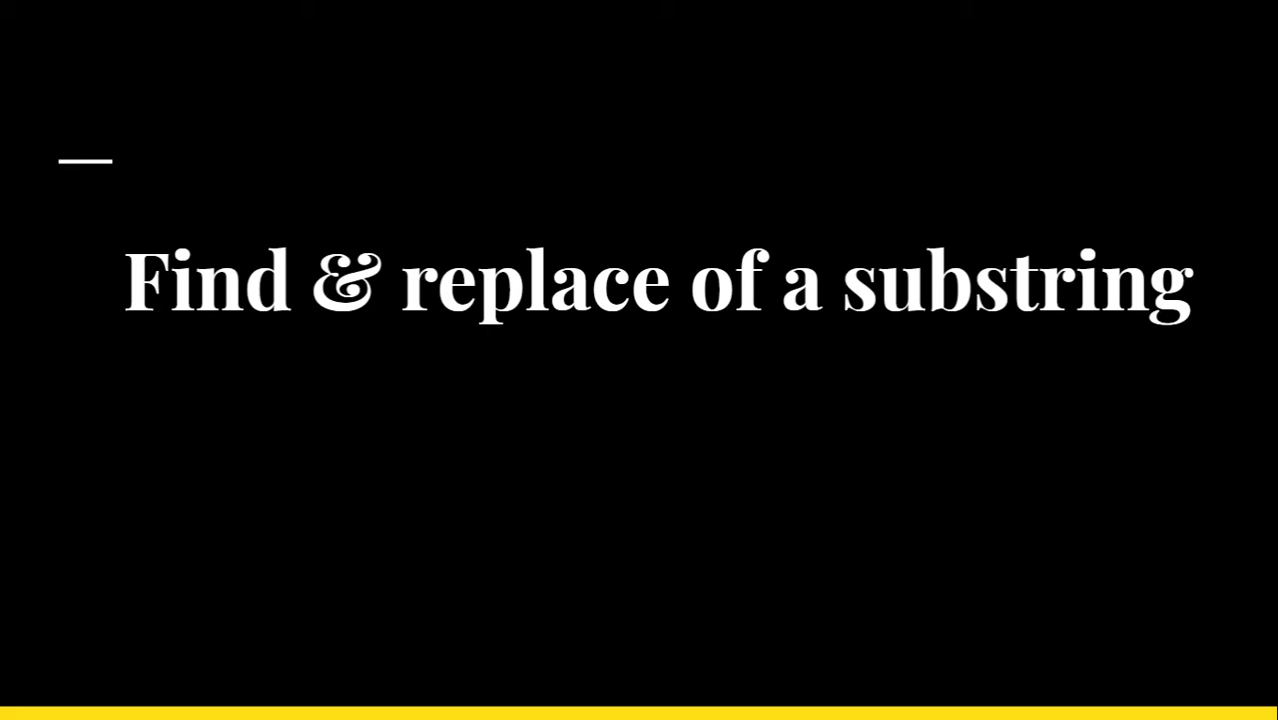 Find & replace of a substring